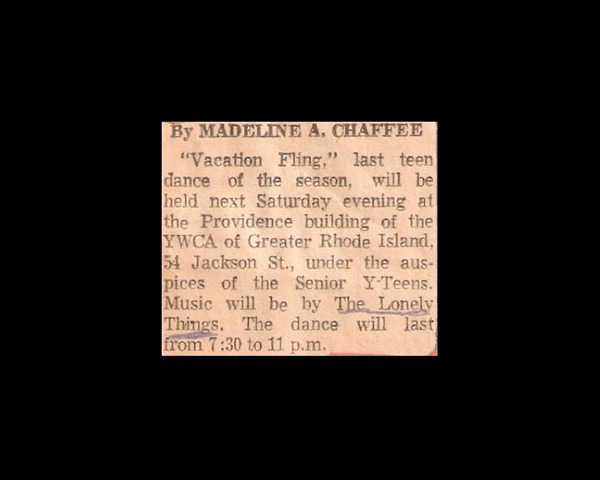 By MADELINE A. CHAFFEE
"Vacation Fling," last teen
dance of the season, will be
held next Saturday evening at
the Providence building of the
YWCA of Greater Rhode Island,
54 Jackson St., under the aus-
pices of the Senior Y-Teens.
Music will be by The Lonely
Things. The dance will last
from 7:30 to 11 p.m.